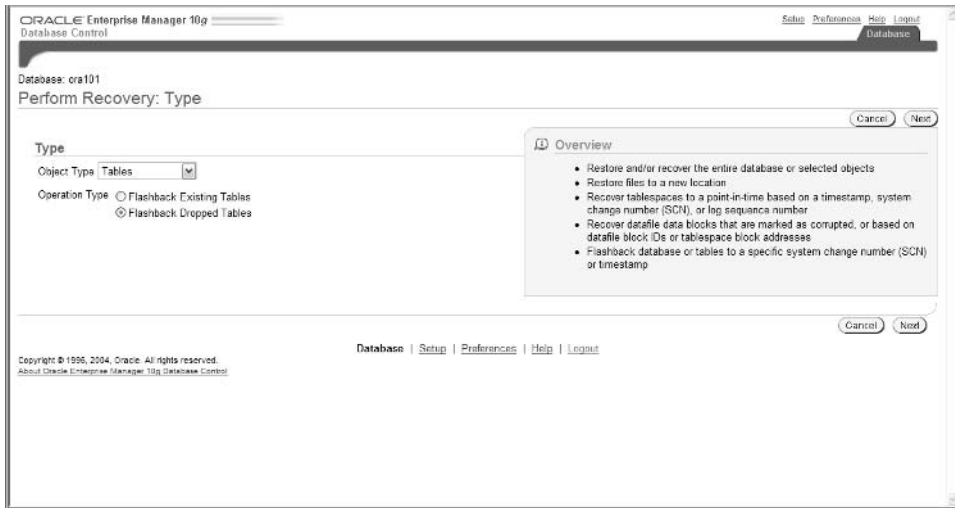 ORACLE Enterprise Manager 10g
Database Control
Setup Preferences Help Logout
Database
Database: ora101
Perform Recovery: Type
Cancel Next
Type
Object Type Tables
Operation Type Flashback Existing Tables
Flashback Dropped Tables
Overview
• Restore and/or recover the entire database or selected objects
• Restore files to a new location
• Recover tablespaces to a point-in-time based on a timestamp, system
change number (SCN), or log sequence number
• Recover datafile data blocks that are marked as corrupted, or based on
datafile block IDs or tablespace block addresses
• Flashback database or tables to a specific system change number (SCN)
or timestamp
Cancel Next
Database | Setup | Preferences | Help | Logout
Copyright © 1996, 2004, Oracle. All rights reserved.
About Oracle Enterprise Manager 10g Database Control